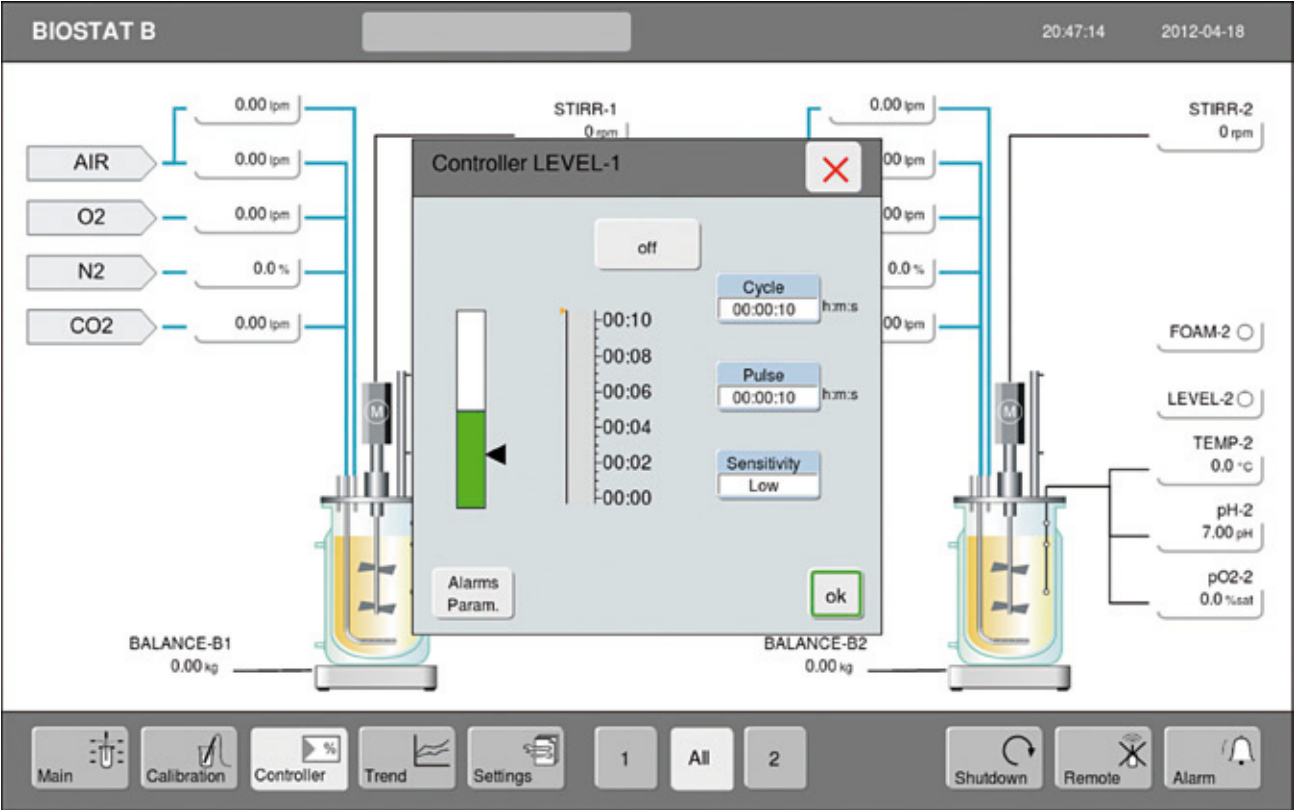 BIOSTAT B
20:47:14 2012-04-18
0.00 lpm
STIRR-1
0 rpm
0.00 lpm
STIRR-2
0 rpm
AIR
0.00 lpm
00 lpm
O2
0.00 lpm
00 lpm
N2
0.0 %
0.0 %
CO2
0.00 lpm
00 lpm
Controller LEVEL-1
off
Cycle
00:00:10 h:m:s
Pulse
00:00:10 h:m:s
Sensitivity
Low
00:10
00:08
00:06
00:04
00:02
00:00
Alarms
Param.
ok
M
M
FOAM-2
LEVEL-2
TEMP-2
0.0 °C
pH-2
7.00 pH
pO2-2
0.0 %sat
BALANCE-B1
0.00 kg
BALANCE-B2
0.00 kg
Main
Calibration
%
Controller
Trend
Settings
1
All
2
Shutdown
Remote
Alarm